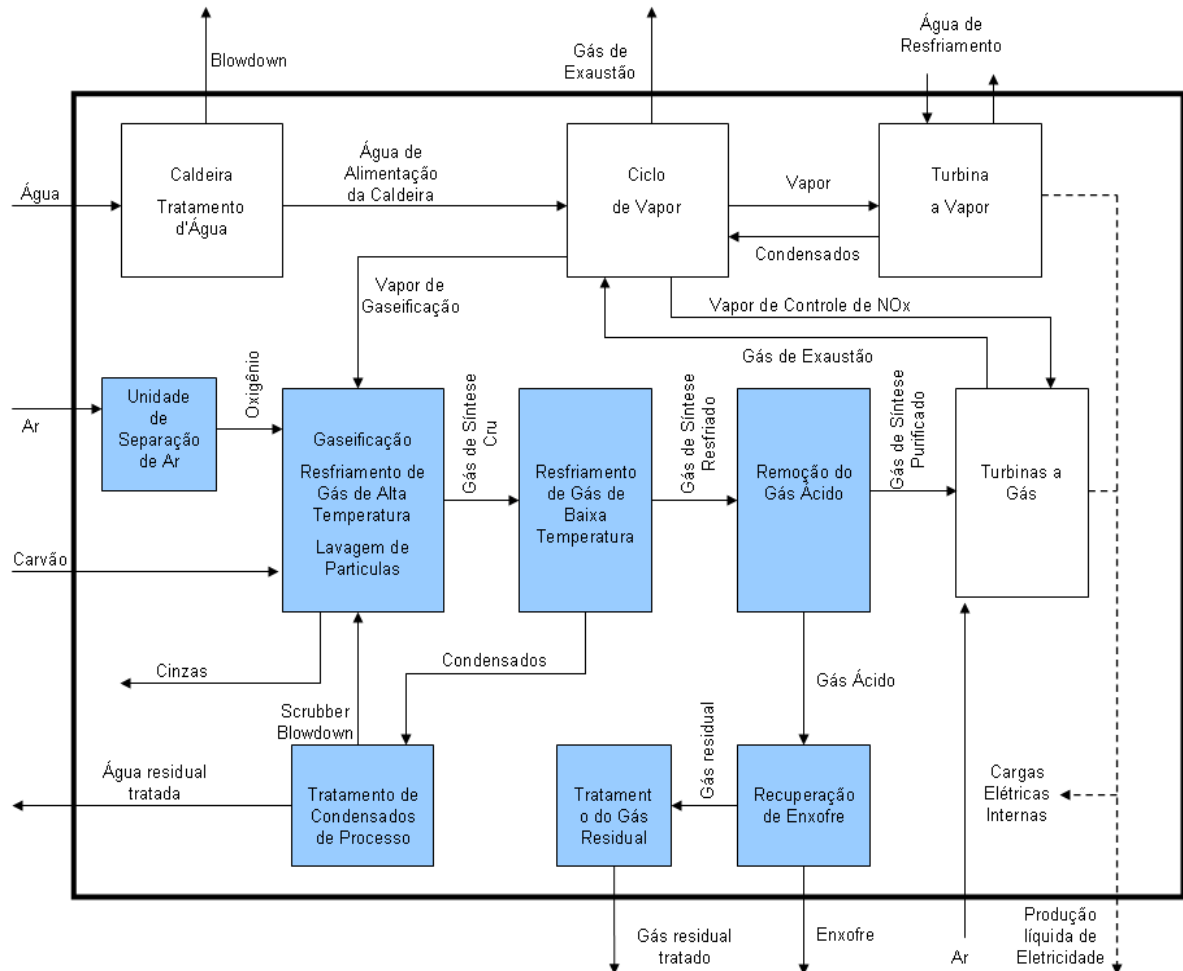 Blowdown
Gás de
Exaustão
Água de
Resfriamento
Água
Caldeira
Tratamento
d'Água
Água de
Alimentação
da Caldeira
Ciclo
de Vapor
Vapor
Condensados
Turbina
a Vapor
Vapor de
Gaseificação
Vapor de Controle de NOx
Gás de Exaustão
Ar
Unidade
de
Separação
de Ar
Oxigênio
Gaseificação
Resfriamento de
Gás de Alta
Temperatura
Lavagem de
Particulas
Gás de Síntese
Cru
Resfriamento
de Gás de
Baixa
Temperatura
Gás de Síntese
Resfriado
Remoção do
Gás Ácido
Gás de Síntese
Purificado
Turbinas a
Gás
Carvão
Cinzas
Condensados
Gás Ácido
Scrubber
Blowdown
Água residual
tratada
Tratamento de
Condensados
de Processo
Tratament
o do Gás
Residual
Gás residual
Recuperação
de Enxofre
Cargas
Elétricas
Internas
Gás residual
tratado
Enxofre
Ar
Produção
líquida de
Eletricidade